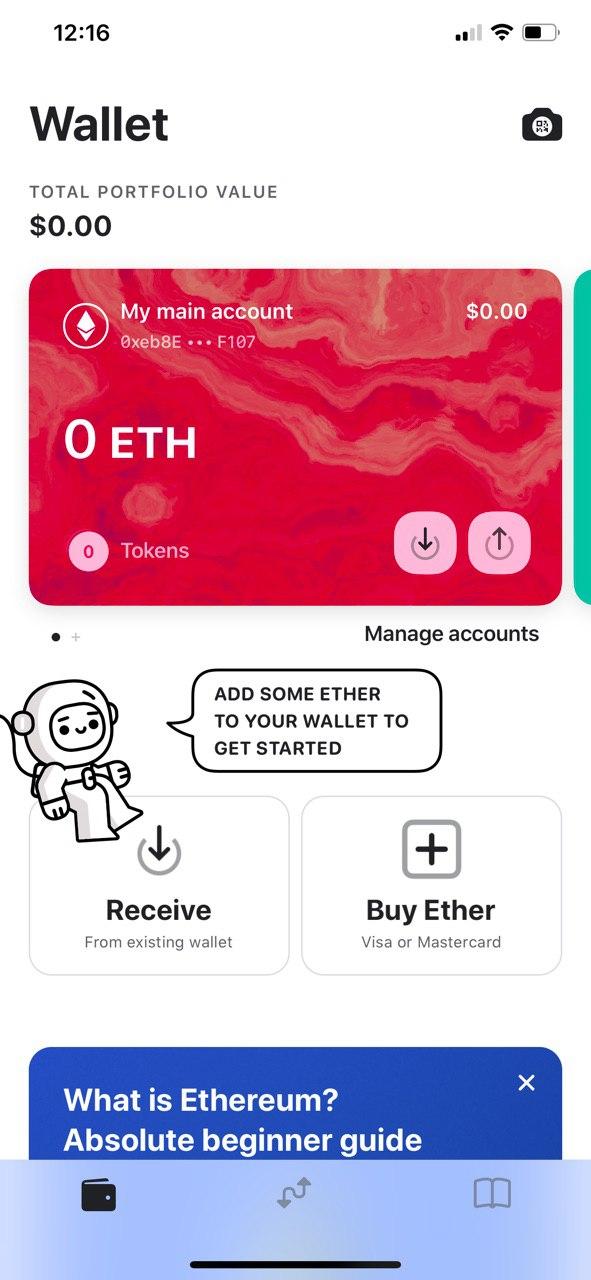 12:16
Wallet
TOTAL PORTFOLIO VALUE
$0.00
My main account
$0.00
0xeb8E ••• F107
0 ETH
0 Tokens
Manage accounts
ADD SOME ETHER
TO YOUR WALLET TO
GET STARTED
Receive
From existing wallet
Buy Ether
Visa or Mastercard
What is Ethereum?
Absolute beginner guide